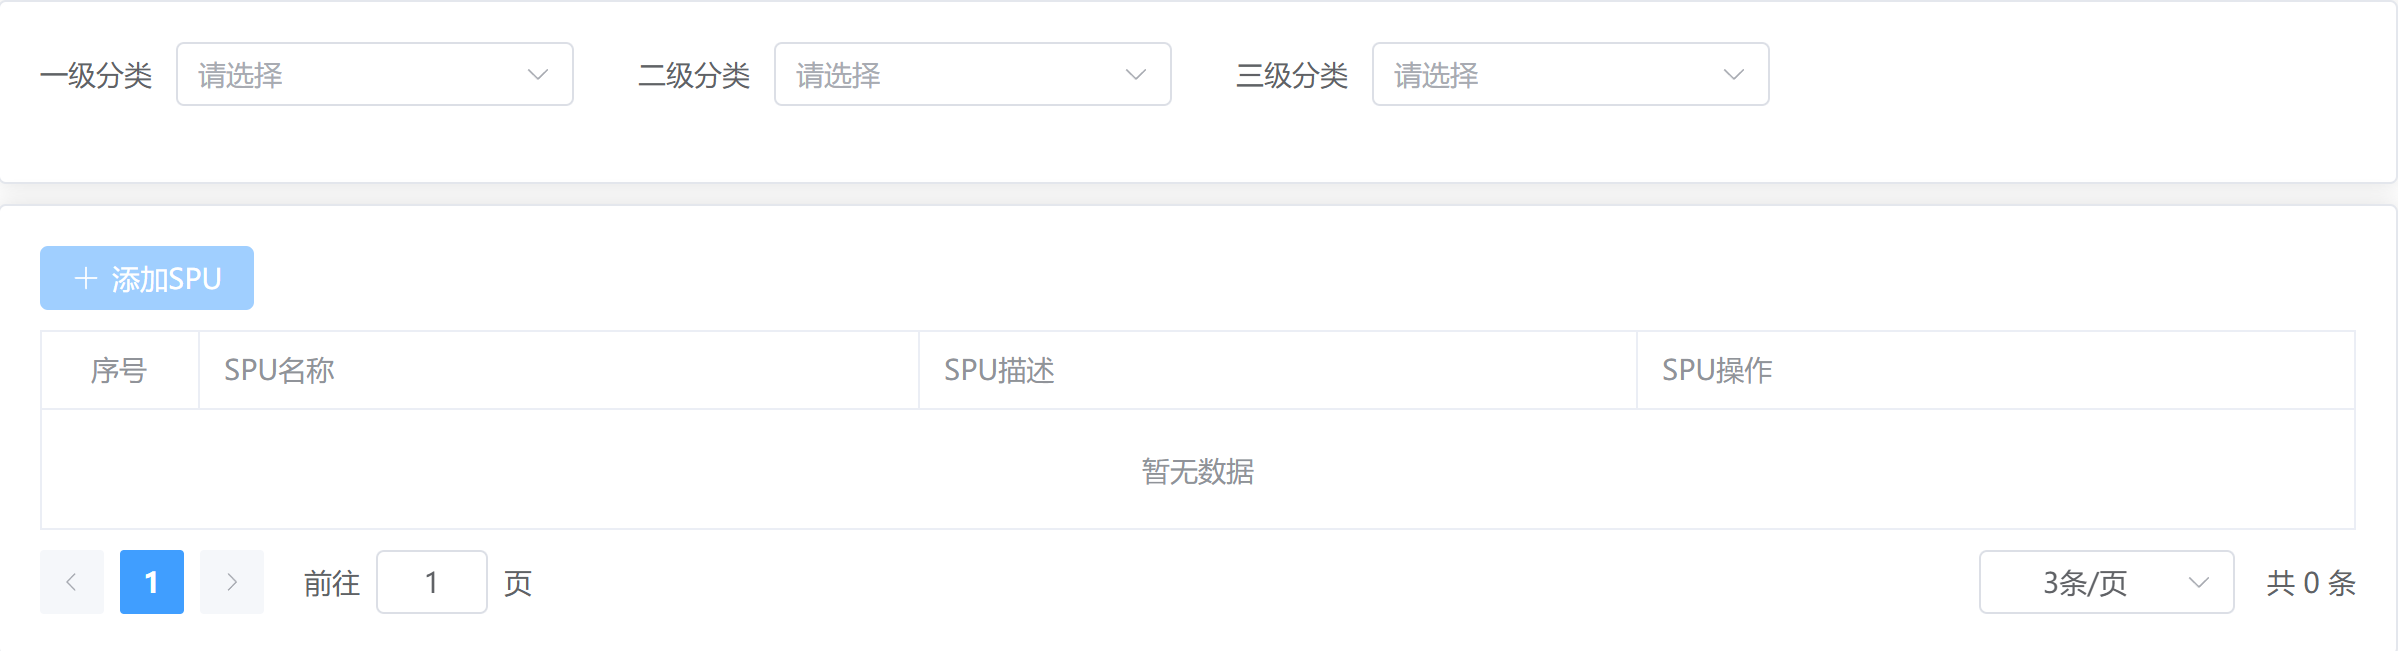 一级分类 请选择 二级分类 请选择 三级分类 请选择
添加SPU
序号 SPU名称 SPU描述 SPU操作
暂无数据
1 前往 1 页 3条/页 共 0 条